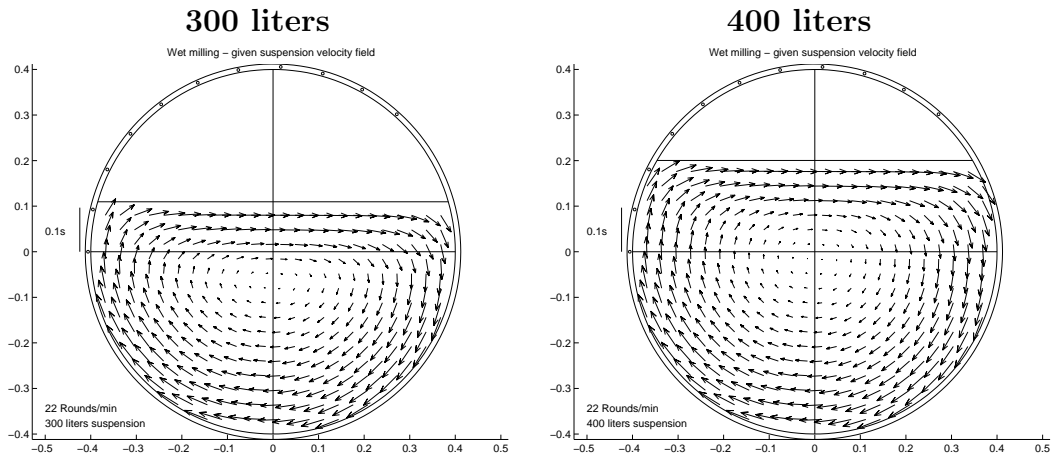 300 liters
Wet milling − given suspension velocity field
0.4
0.3
0.2
0.1
0.1s
0
−0.1
−0.2
−0.3
22 Rounds/min
300 liters suspension
−0.4
−0.5 −0.4 −0.3 −0.2 −0.1 0 0.1 0.2 0.3 0.4 0.5
400 liters
Wet milling − given suspension velocity field
0.4
0.3
0.2
0.1
0.1s
0
−0.1
−0.2
−0.3
22 Rounds/min
400 liters suspension
−0.4
−0.5 −0.4 −0.3 −0.2 −0.1 0 0.1 0.2 0.3 0.4 0.5